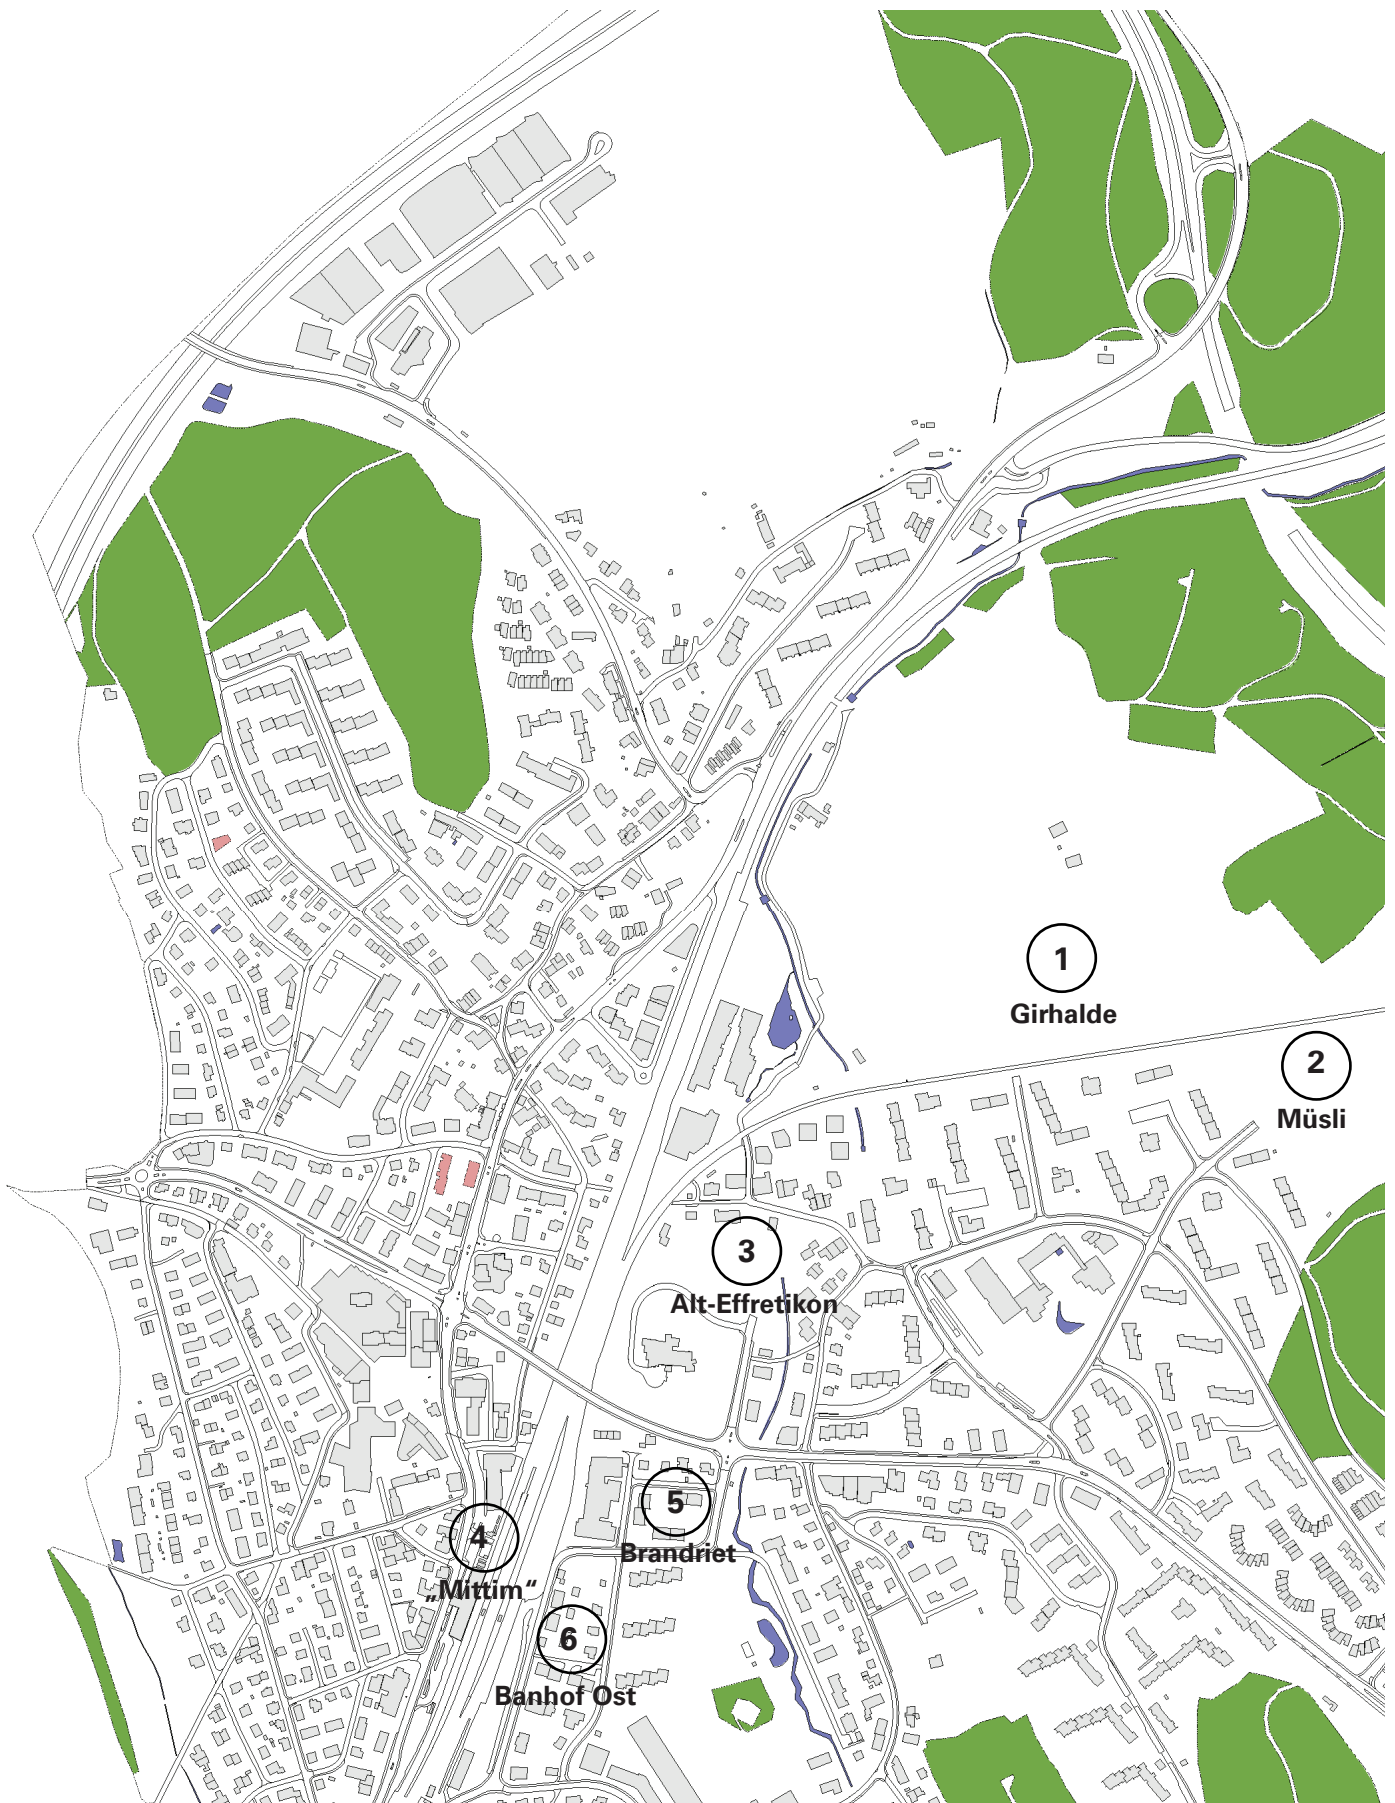 1
Girhalde
2
Müsli
3
Alt-Effretikon
4
„Mittim“
5
Brandriet
6
Banhof Ost